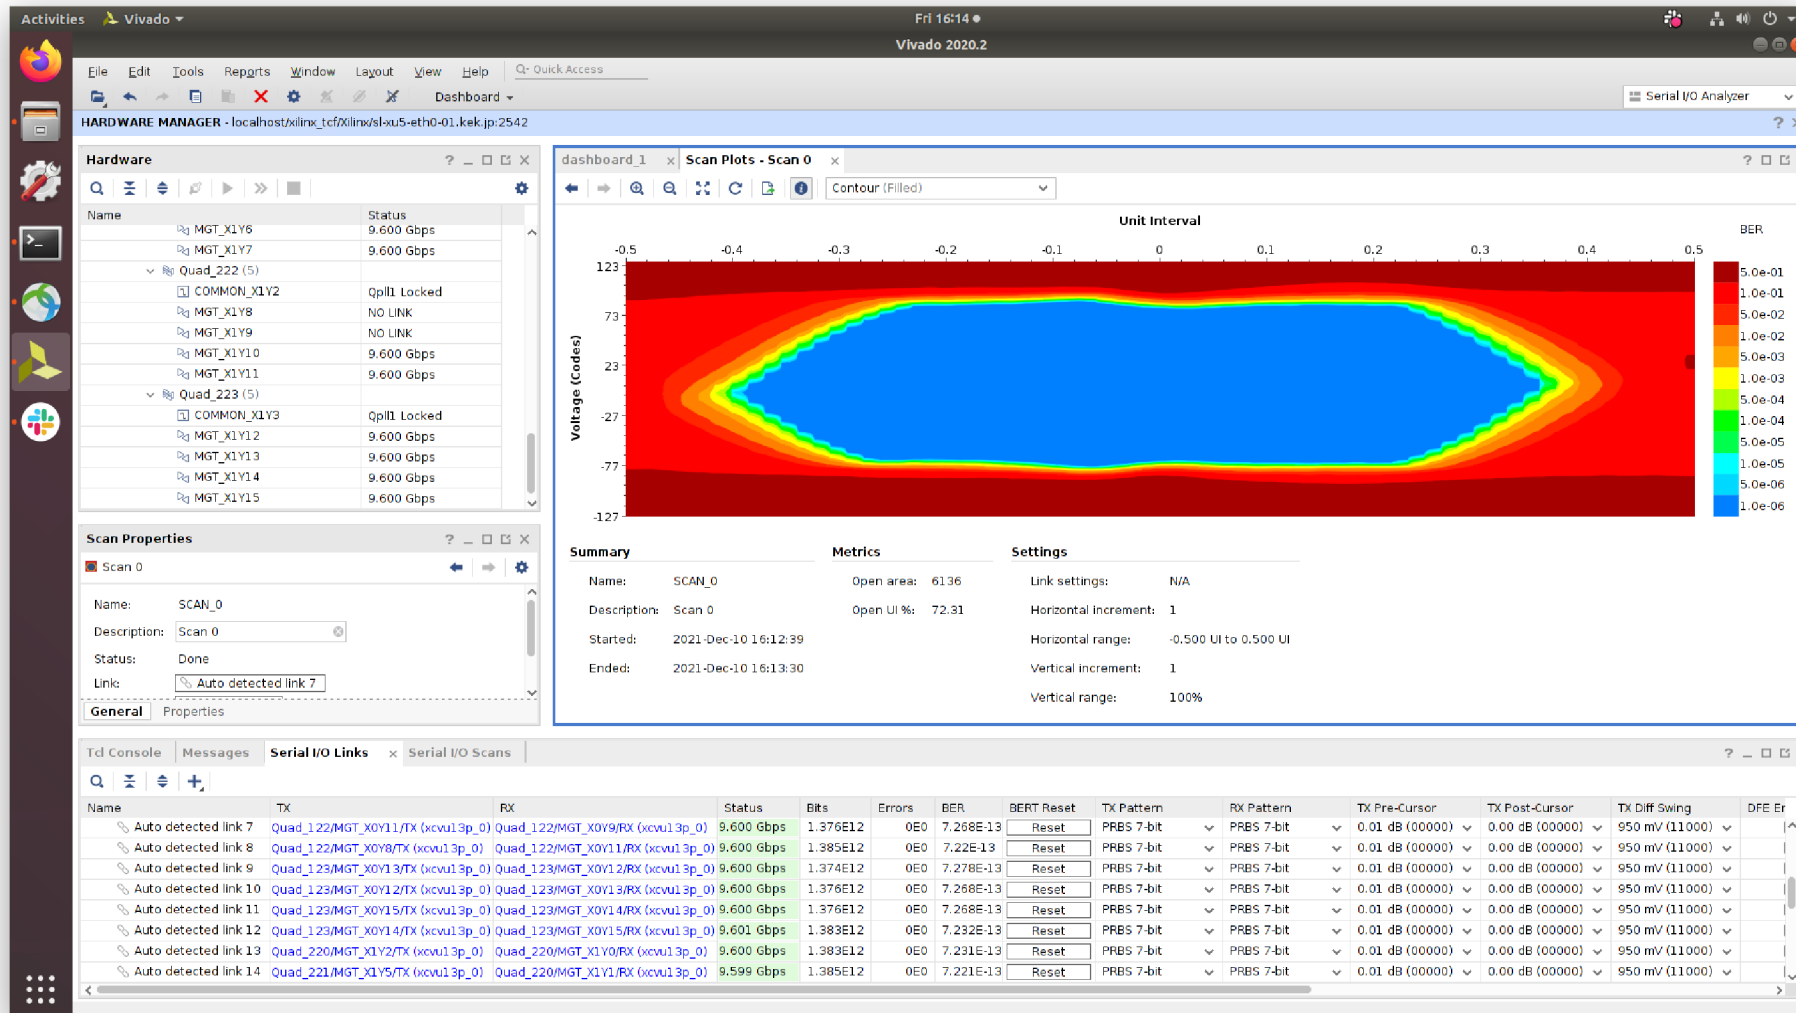 Activities Vivado Fri 16:14
Vivado 2020.2
File Edit Tools Reports Window Layout View Help Quick Access
Dashboard Serial I/O Analyzer
HARDWARE MANAGER - localhost/xilinx_tcf/Xilinx/sl-xu5-eth0-01.kek.jp:2542 ?
Hardware ?
Name Status
MGT_X1Y6 9.600 Gbps
MGT_X1Y7 9.600 Gbps
Quad_222 (5)
COMMON_X1Y2 Qpll1 Locked
MGT_X1Y8 NO LINK
MGT_X1Y9 NO LINK
MGT_X1Y10 9.600 Gbps
MGT_X1Y11 9.600 Gbps
Quad_223 (5)
COMMON_X1Y3 Qpll1 Locked
MGT_X1Y12 9.600 Gbps
MGT_X1Y13 9.600 Gbps
MGT_X1Y14 9.600 Gbps
MGT_X1Y15 9.600 Gbps
Scan Properties ?
Scan 0
Name: SCAN_0
Description: Scan 0
Status: Done
Link: Auto detected link 7
General Properties
dashboard_1 Scan Plots - Scan 0 ?
Contour (Filled)
Unit Interval
BER
-0.5 -0.4 -0.3 -0.2 -0.1 0 0.1 0.2 0.3 0.4 0.5
Voltage (Codes)
123
73
23
-27
-77
-127
5.0e-01
1.0e-01
5.0e-02
1.0e-02
5.0e-03
1.0e-03
5.0e-04
1.0e-04
5.0e-05
1.0e-05
5.0e-06
1.0e-06
Summary
Name: SCAN_0
Description: Scan 0
Started: 2021-Dec-10 16:12:39
Ended: 2021-Dec-10 16:13:30
Metrics
Open area: 6136
Open UI %: 72.31
Settings
Link settings: N/A
Horizontal increment: 1
Horizontal range: -0.500 UI to 0.500 UI
Vertical increment: 1
Vertical range: 100%
Tcl Console Messages Serial I/O Links Serial I/O Scans ?
Name TX RX Status Bits Errors BER BERT Reset TX Pattern RX Pattern TX Pre-Cursor TX Post-Cursor TX Diff Swing DFE Er
Auto detected link 7 Quad_122/MGT_X0Y11/TX (xcvu13p_0) Quad_122/MGT_X0Y9/RX (xcvu13p_0) 9.600 Gbps 1.376E12 0E0 7.268E-13 Reset PRBS 7-bit PRBS 7-bit 0.01 dB (00000) 0.00 dB (00000) 950 mV (11000)
Auto detected link 8 Quad_122/MGT_X0Y8/TX (xcvu13p_0) Quad_122/MGT_X0Y11/RX (xcvu13p_0) 9.600 Gbps 1.385E12 0E0 7.22E-13 Reset PRBS 7-bit PRBS 7-bit 0.01 dB (00000) 0.00 dB (00000) 950 mV (11000)
Auto detected link 9 Quad_123/MGT_X0Y13/TX (xcvu13p_0) Quad_123/MGT_X0Y12/RX (xcvu13p_0) 9.600 Gbps 1.374E12 0E0 7.278E-13 Reset PRBS 7-bit PRBS 7-bit 0.01 dB (00000) 0.00 dB (00000) 950 mV (11000)
Auto detected link 10 Quad_123/MGT_X0Y12/TX (xcvu13p_0) Quad_123/MGT_X0Y13/RX (xcvu13p_0) 9.600 Gbps 1.376E12 0E0 7.268E-13 Reset PRBS 7-bit PRBS 7-bit 0.01 dB (00000) 0.00 dB (00000) 950 mV (11000)
Auto detected link 11 Quad_123/MGT_X0Y15/TX (xcvu13p_0) Quad_123/MGT_X0Y14/RX (xcvu13p_0) 9.600 Gbps 1.376E12 0E0 7.268E-13 Reset PRBS 7-bit PRBS 7-bit 0.01 dB (00000) 0.00 dB (00000) 950 mV (11000)
Auto detected link 12 Quad_123/MGT_X0Y14/TX (xcvu13p_0) Quad_123/MGT_X0Y15/RX (xcvu13p_0) 9.601 Gbps 1.383E12 0E0 7.232E-13 Reset PRBS 7-bit PRBS 7-bit 0.01 dB (00000) 0.00 dB (00000) 950 mV (11000)
Auto detected link 13 Quad_220/MGT_X1Y2/TX (xcvu13p_0) Quad_220/MGT_X1Y0/RX (xcvu13p_0) 9.600 Gbps 1.383E12 0E0 7.231E-13 Reset PRBS 7-bit PRBS 7-bit 0.01 dB (00000) 0.00 dB (00000) 950 mV (11000)
Auto detected link 14 Quad_221/MGT_X1Y5/TX (xcvu13p_0) Quad_220/MGT_X1Y1/RX (xcvu13p_0) 9.599 Gbps 1.385E12 0E0 7.221E-13 Reset PRBS 7-bit PRBS 7-bit 0.01 dB (00000) 0.00 dB (00000) 950 mV (11000)